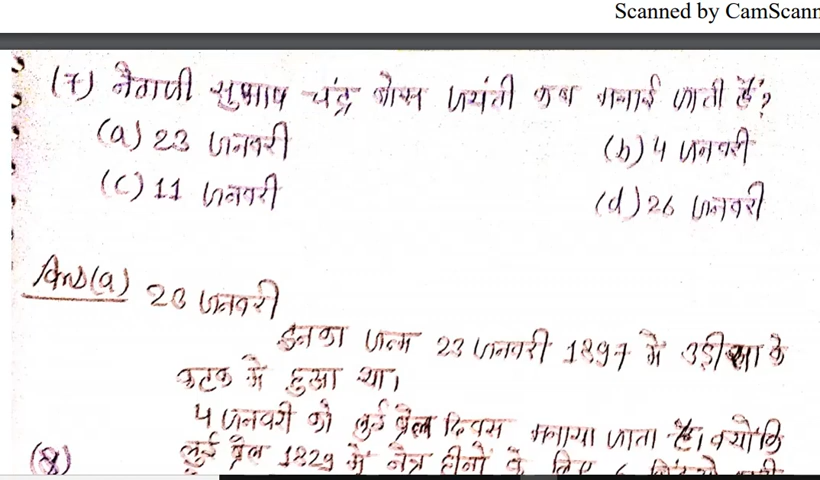 Scanned by CamScann
(7) नेताजी सुभाष चंद्र बोस जयंती कब मनाई जाती है?
(a) 23 जनवरी
(b) 4 जनवरी
(c) 11 जनवरी
(d) 26 जनवरी
Ans(a) 23 जनवरी
इनका जन्म 23 जनवरी 1897 में उड़ीसा के
कटक में हुआ था।
4 जनवरी को लुई ब्रेल दिवस मनाया जाता है। क्योंकि
लुई ब्रेल 1829 में नेत्र हीनों के लिए 6
(8)